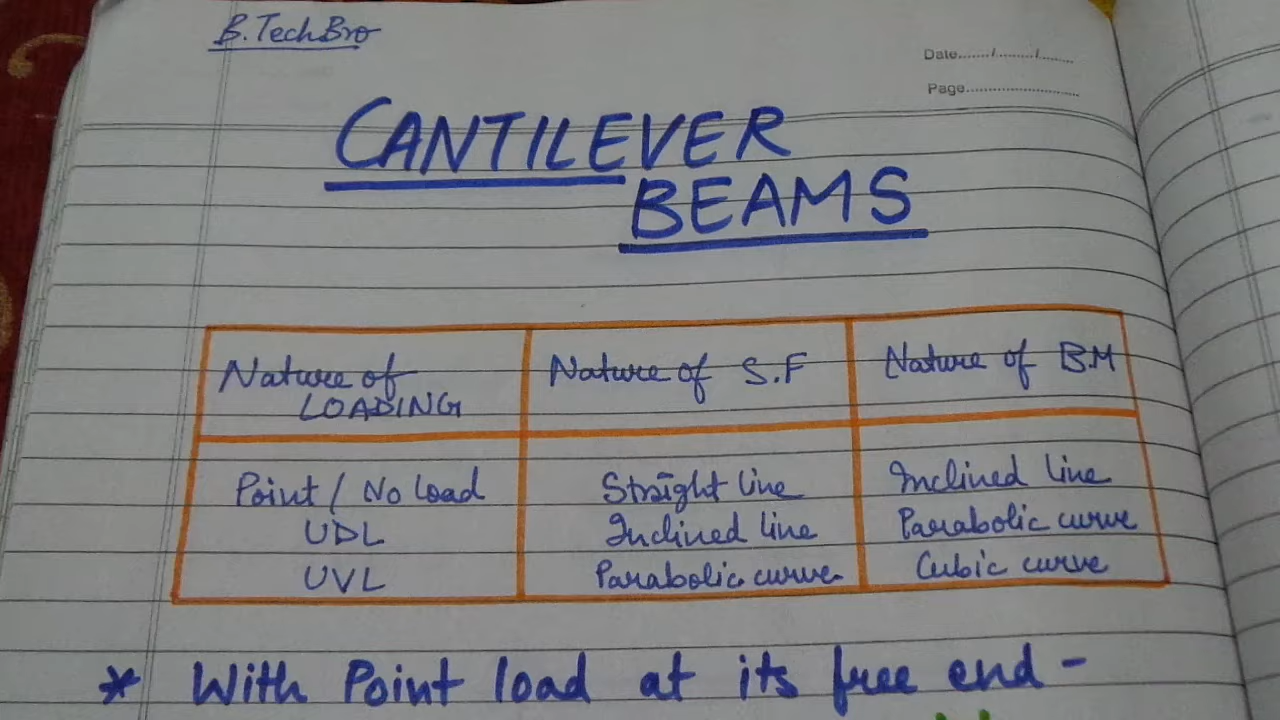 B.TechBro
Date......./........./.........
Page..............................
CANTILEVER
BEAMS
Nature of LOADING
Nature of S.F
Nature of B.M
Point / No load
Straight line
Inclined line
UDL
Inclined line
Parabolic curve
UVL
Parabolic curve
Cubic curve
* With Point load at its free end -